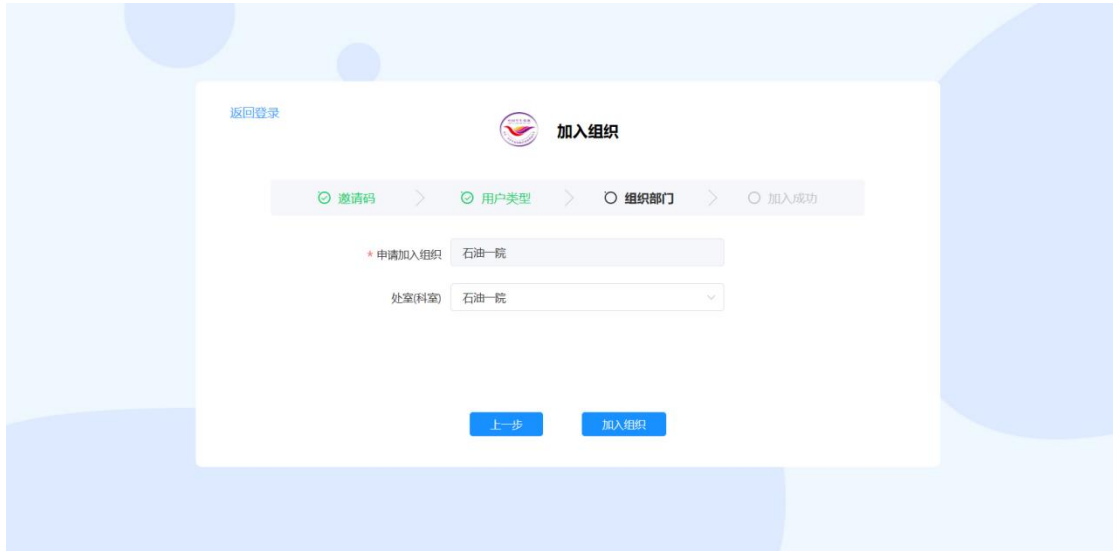 返回登录
加入组织
邀请码 用户类型 组织部门 加入成功
* 申请加入组织 石油一院
处室(科室) 石油一院
上一步 加入组织